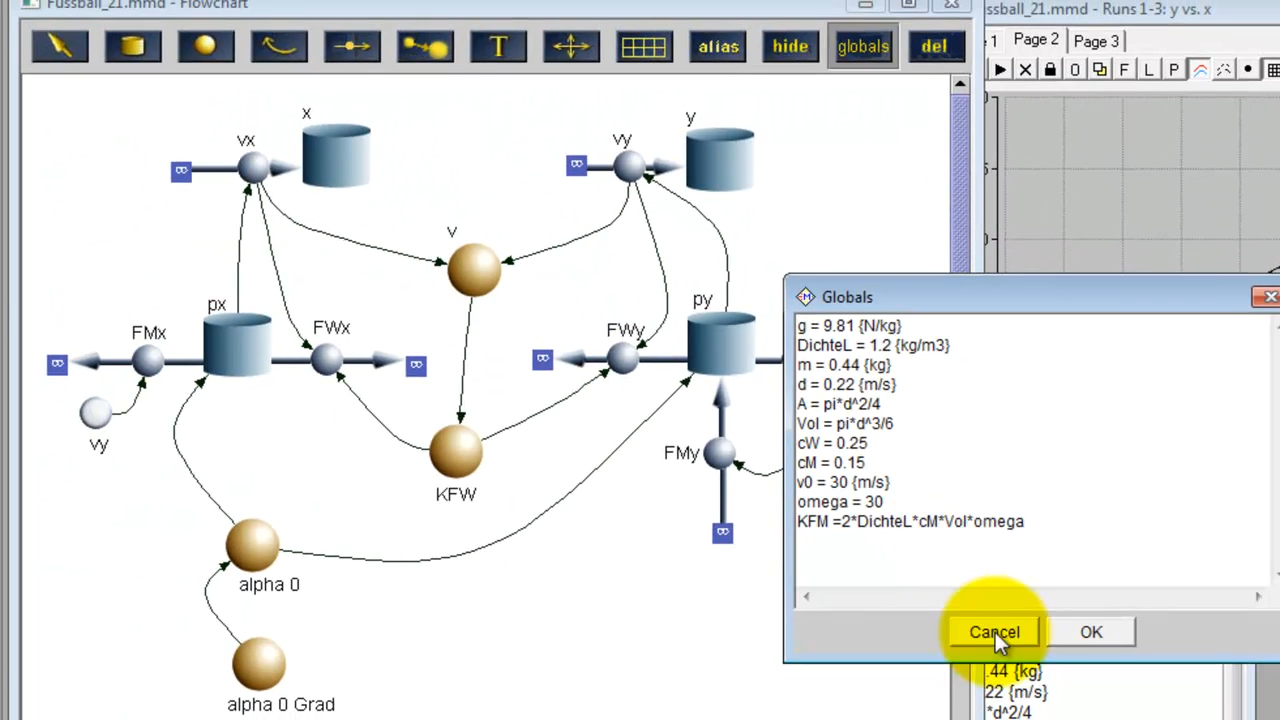 Fussball_21.mmd - Flowchart
ssball_21.mmd - Runs 1-3: y vs. x
T
alias
hide
globals
del
1
Page 2
Page 3
0
F
L
P
x
vx
y
vy
v
px
FMx
FWx
FWy
py
vy
KFW
FMy
alpha 0
alpha 0 Grad
Globals
g = 9.81 {N/kg}
DichteL = 1.2 {kg/m3}
m = 0.44 {kg}
d = 0.22 {m/s}
A = pi*d^2/4
Vol = pi*d^3/6
cW = 0.25
cM = 0.15
v0 = 30 {m/s}
omega = 30
KFM =2*DichteL*cM*Vol*omega
Cancel
OK
.44 {kg}
22 {m/s}
*d^2/4